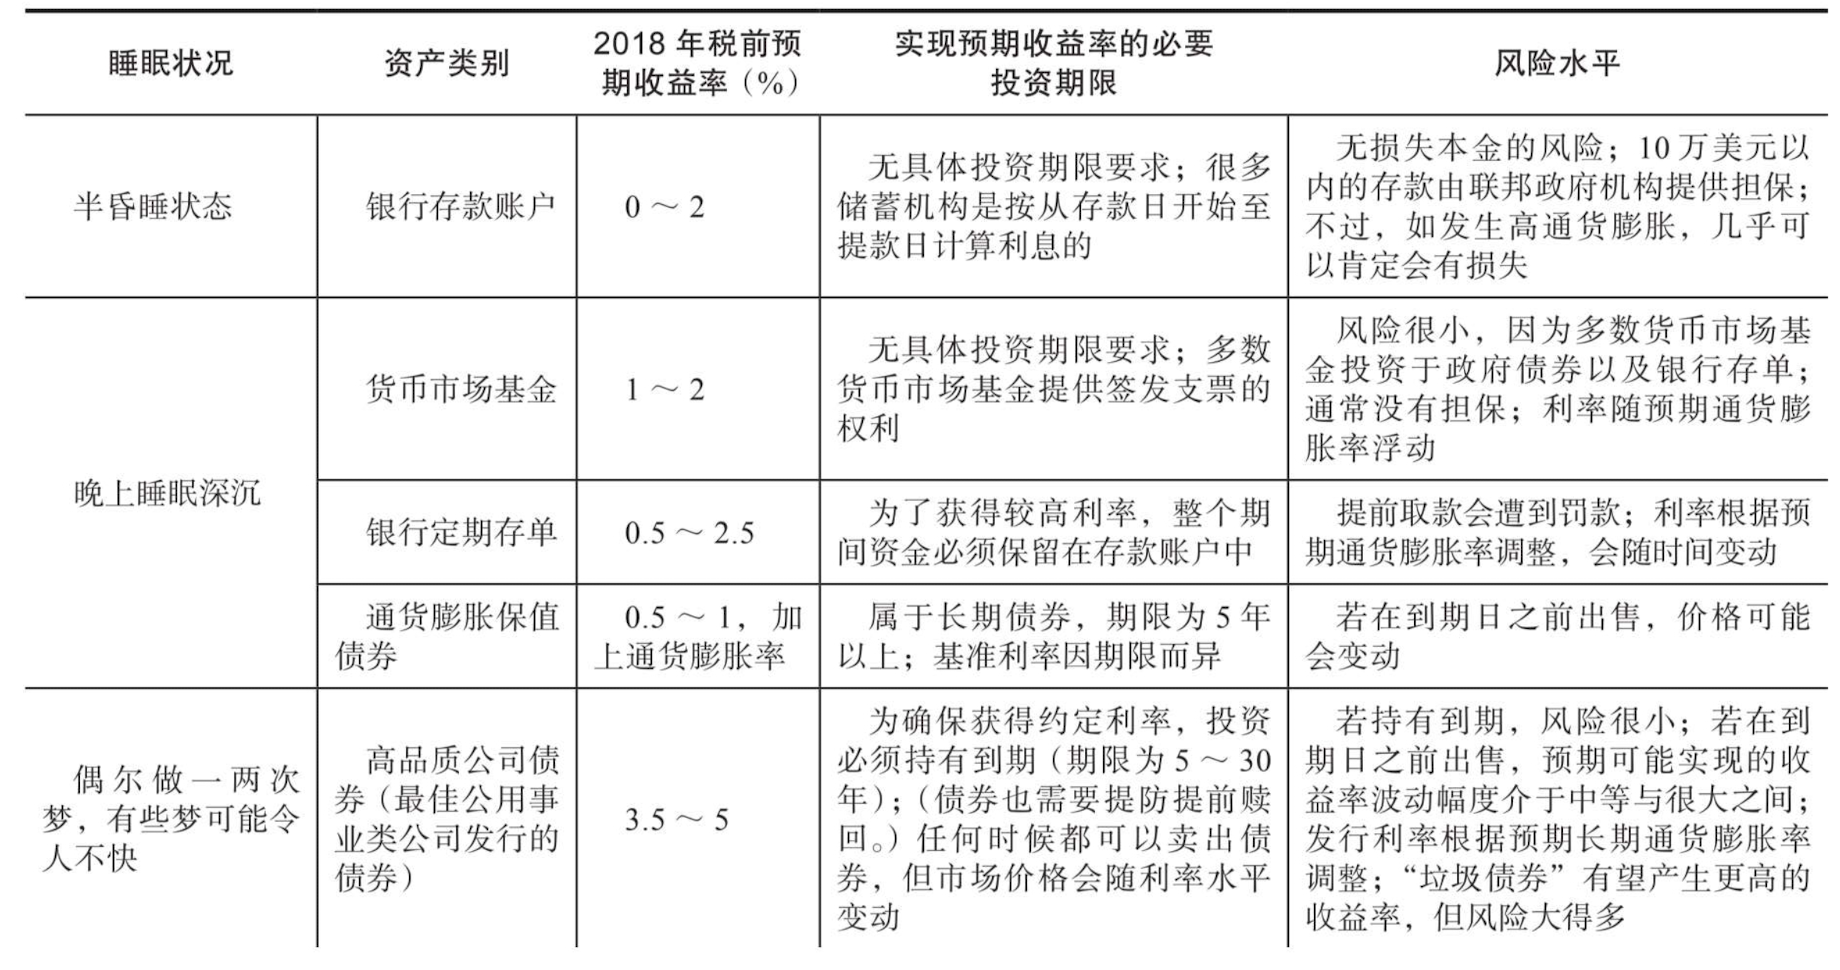 睡眠状况
资产类别
2018 年税前预
期收益率（%）
实现预期收益率的必要
投资期限
风险水平
半昏睡状态
银行存款账户
0 ～ 2
无具体投资期限要求；很多
储蓄机构是按从存款日开始至
提款日计算利息的
无损失本金的风险；10 万美元以
内的存款由联邦政府机构提供担保；
不过，如发生高通货膨胀，几乎可
以肯定会有损失
晚上睡眠深沉
货币市场基金
1 ～ 2
无具体投资期限要求；多数
货币市场基金提供签发支票的
权利
风险很小，因为多数货币市场基
金投资于政府债券以及银行存单；
通常没有担保；利率随预期通货膨
胀率浮动
银行定期存单
0.5 ～ 2.5
为了获得较高利率，整个期
间资金必须保留在存款账户中
提前取款会遭到罚款；利率根据预
期通货膨胀率调整，会随时间变动
通货膨胀保值
债券
0.5 ～ 1，加
上通货膨胀率
属于长期债券，期限为 5 年
以上；基准利率因期限而异
若在到期日之前出售，价格可能
会变动
偶尔做一两次
梦，有些梦可能令
人不快
高品质公司债
券（最佳公用事
业类公司发行的
债券）
3.5 ～ 5
为确保获得约定利率，投资
必须持有到期（期限为 5 ～ 30
年）；（债券也需要提防提前赎
回。）任何时候都可以卖出债
券，但市场价格会随利率水平
变动
若持有到期，风险很小；若在到
期日之前出售，预期可能实现的收
益率波动幅度介于中等与很大之间；
发行利率根据预期长期通货膨胀率
调整；“垃圾债券”有望产生更高的
收益率，但风险大得多